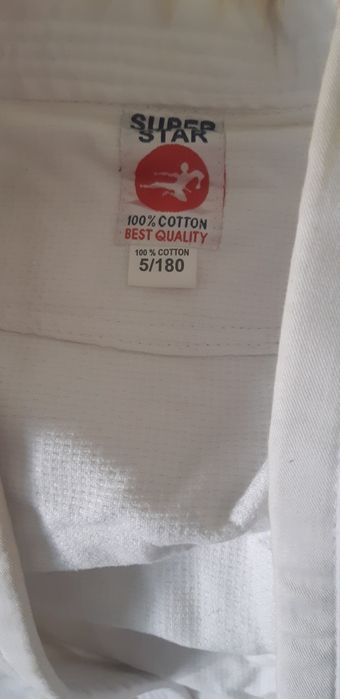 SUPER
STAR
100% COTTON
BEST QUALITY
100 % COTTON
5/180